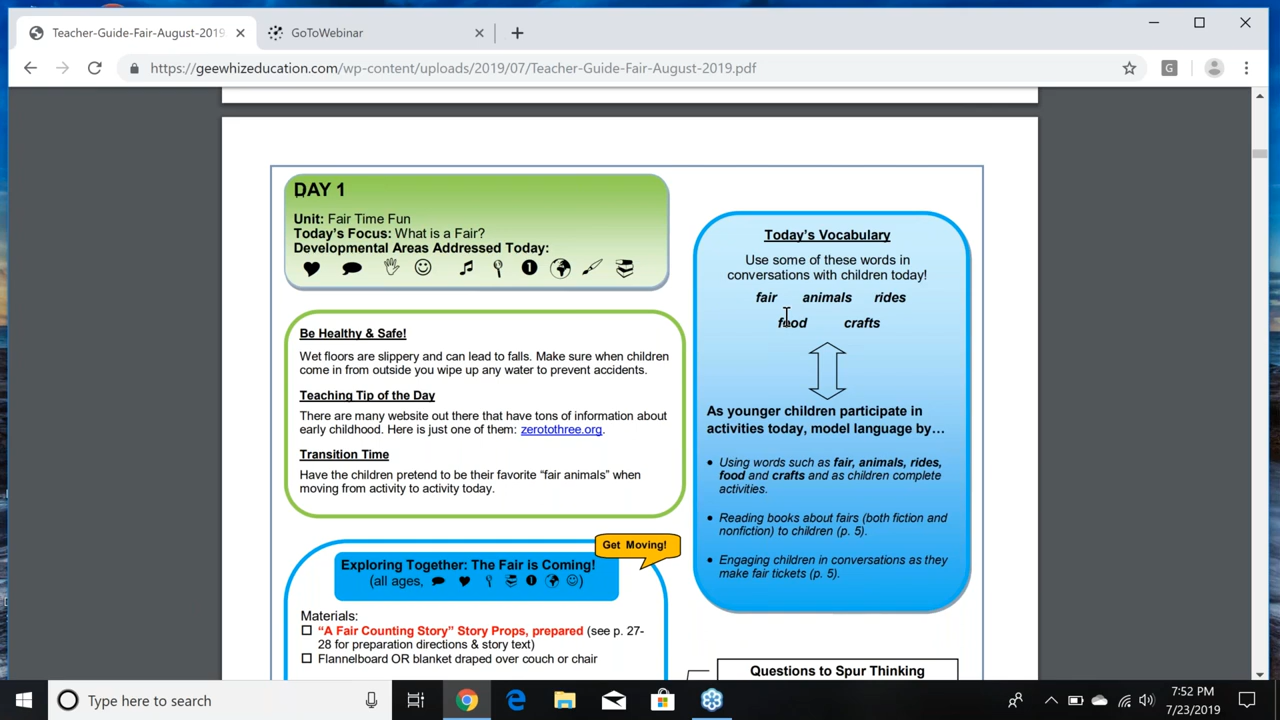 Teacher-Guide-Fair-August-2019
GoToWebinar
https://geewhizeducation.com/wp-content/uploads/2019/07/Teacher-Guide-Fair-August-2019.pdf
G
DAY 1
Unit: Fair Time Fun
Today's Focus: What is a Fair?
Developmental Areas Addressed Today:
Be Healthy & Safe!
Wet floors are slippery and can lead to falls. Make sure when children
come in from outside you wipe up any water to prevent accidents.
Teaching Tip of the Day
There are many website out there that have tons of information about
early childhood. Here is just one of them: zerotothree.org.
Transition Time
Have the children pretend to be their favorite “fair animals” when
moving from activity to activity today.
Today's Vocabulary
Use some of these words in
conversations with children today!
fair animals rides
food crafts
As younger children participate in
activities today, model language by…
• Using words such as fair, animals, rides,
food and crafts and as children complete
activities.
• Reading books about fairs (both fiction and
nonfiction) to children (p. 5).
• Engaging children in conversations as they
make fair tickets (p. 5).
Get Moving!
Exploring Together: The Fair is Coming!
(all ages, )
Materials:
“A Fair Counting Story” Story Props, prepared (see p. 27-
28 for preparation directions & story text)
Flannelboard OR blanket draped over couch or chair
Questions to Spur Thinking
Type here to search
7:52 PM
7/23/2019